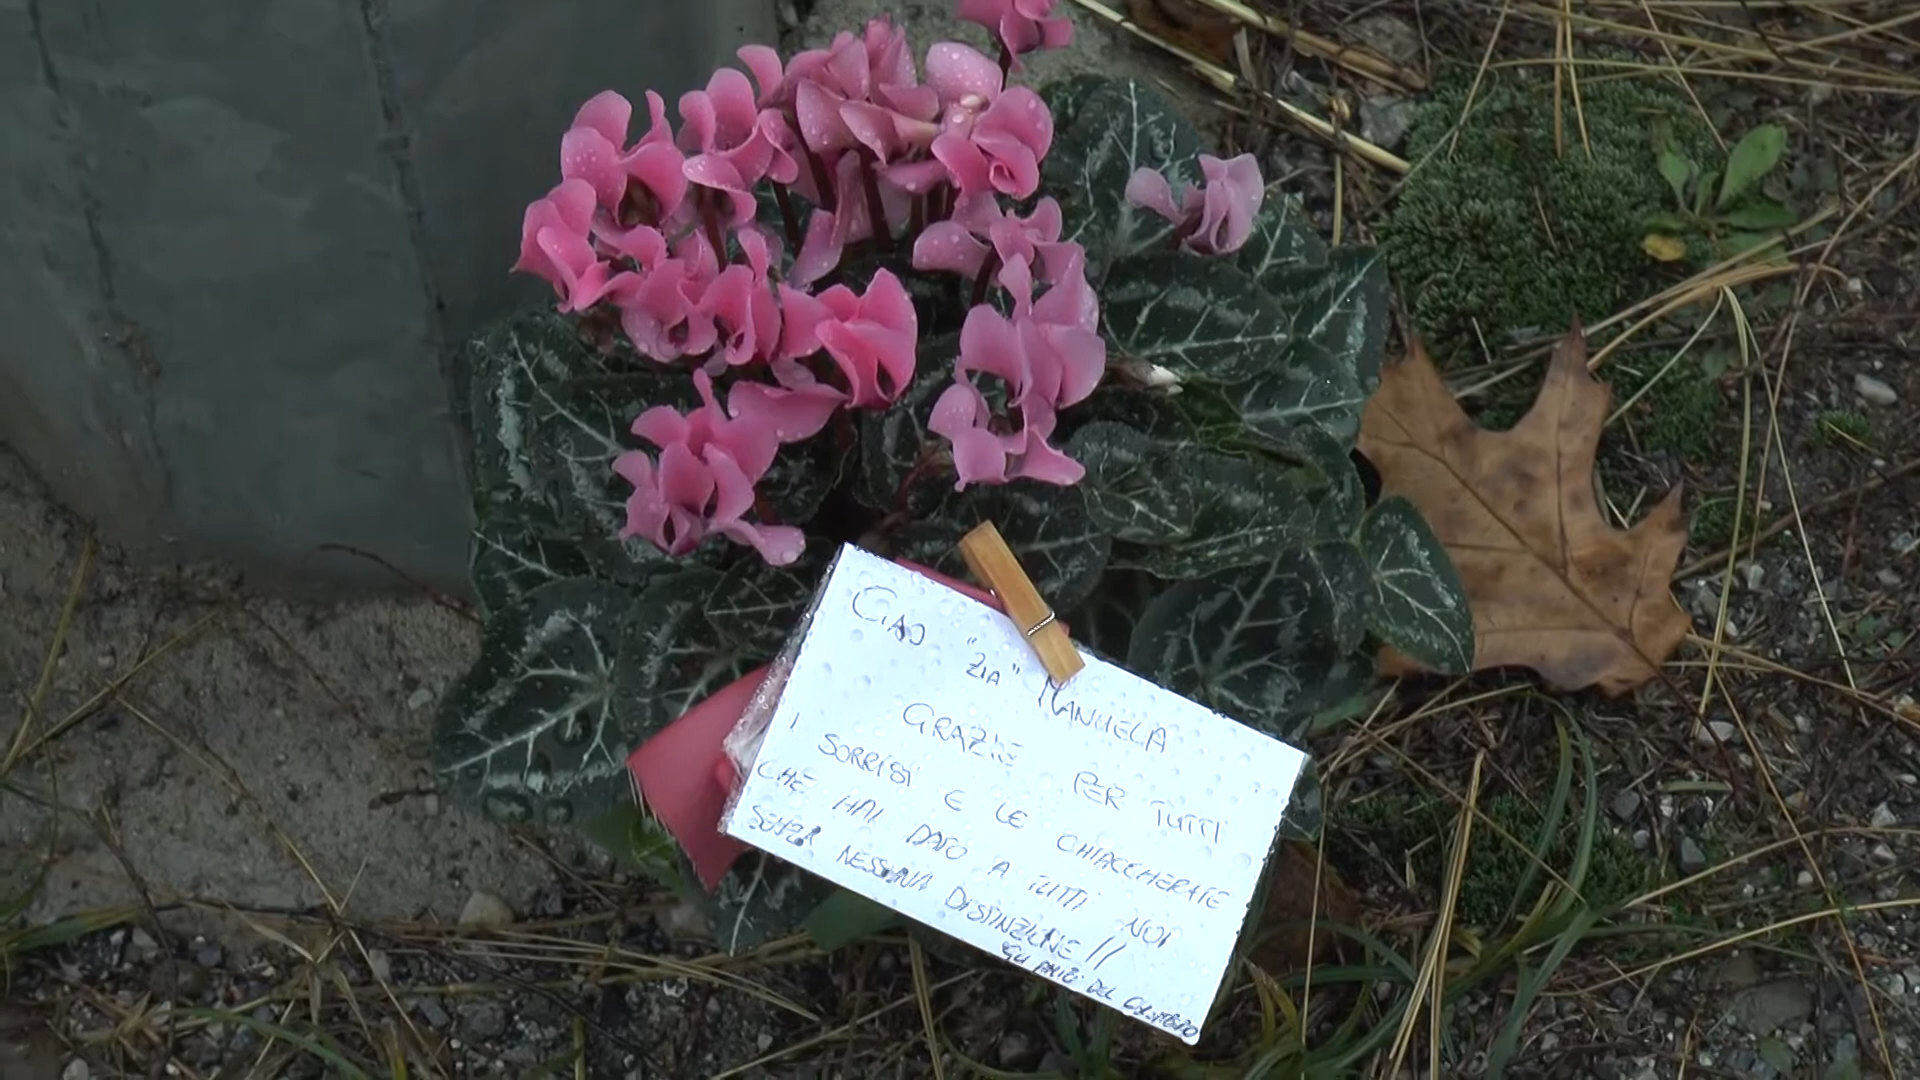 CIAO "ZIA" MANUELA
GRAZIE PER TUTTI
I SORRISI E LE CHIACCHERATE
CHE HAI DATO A TUTTI NOI
SENZA NESSUNA DISTINZIONE!!
GLI AMICI DEL